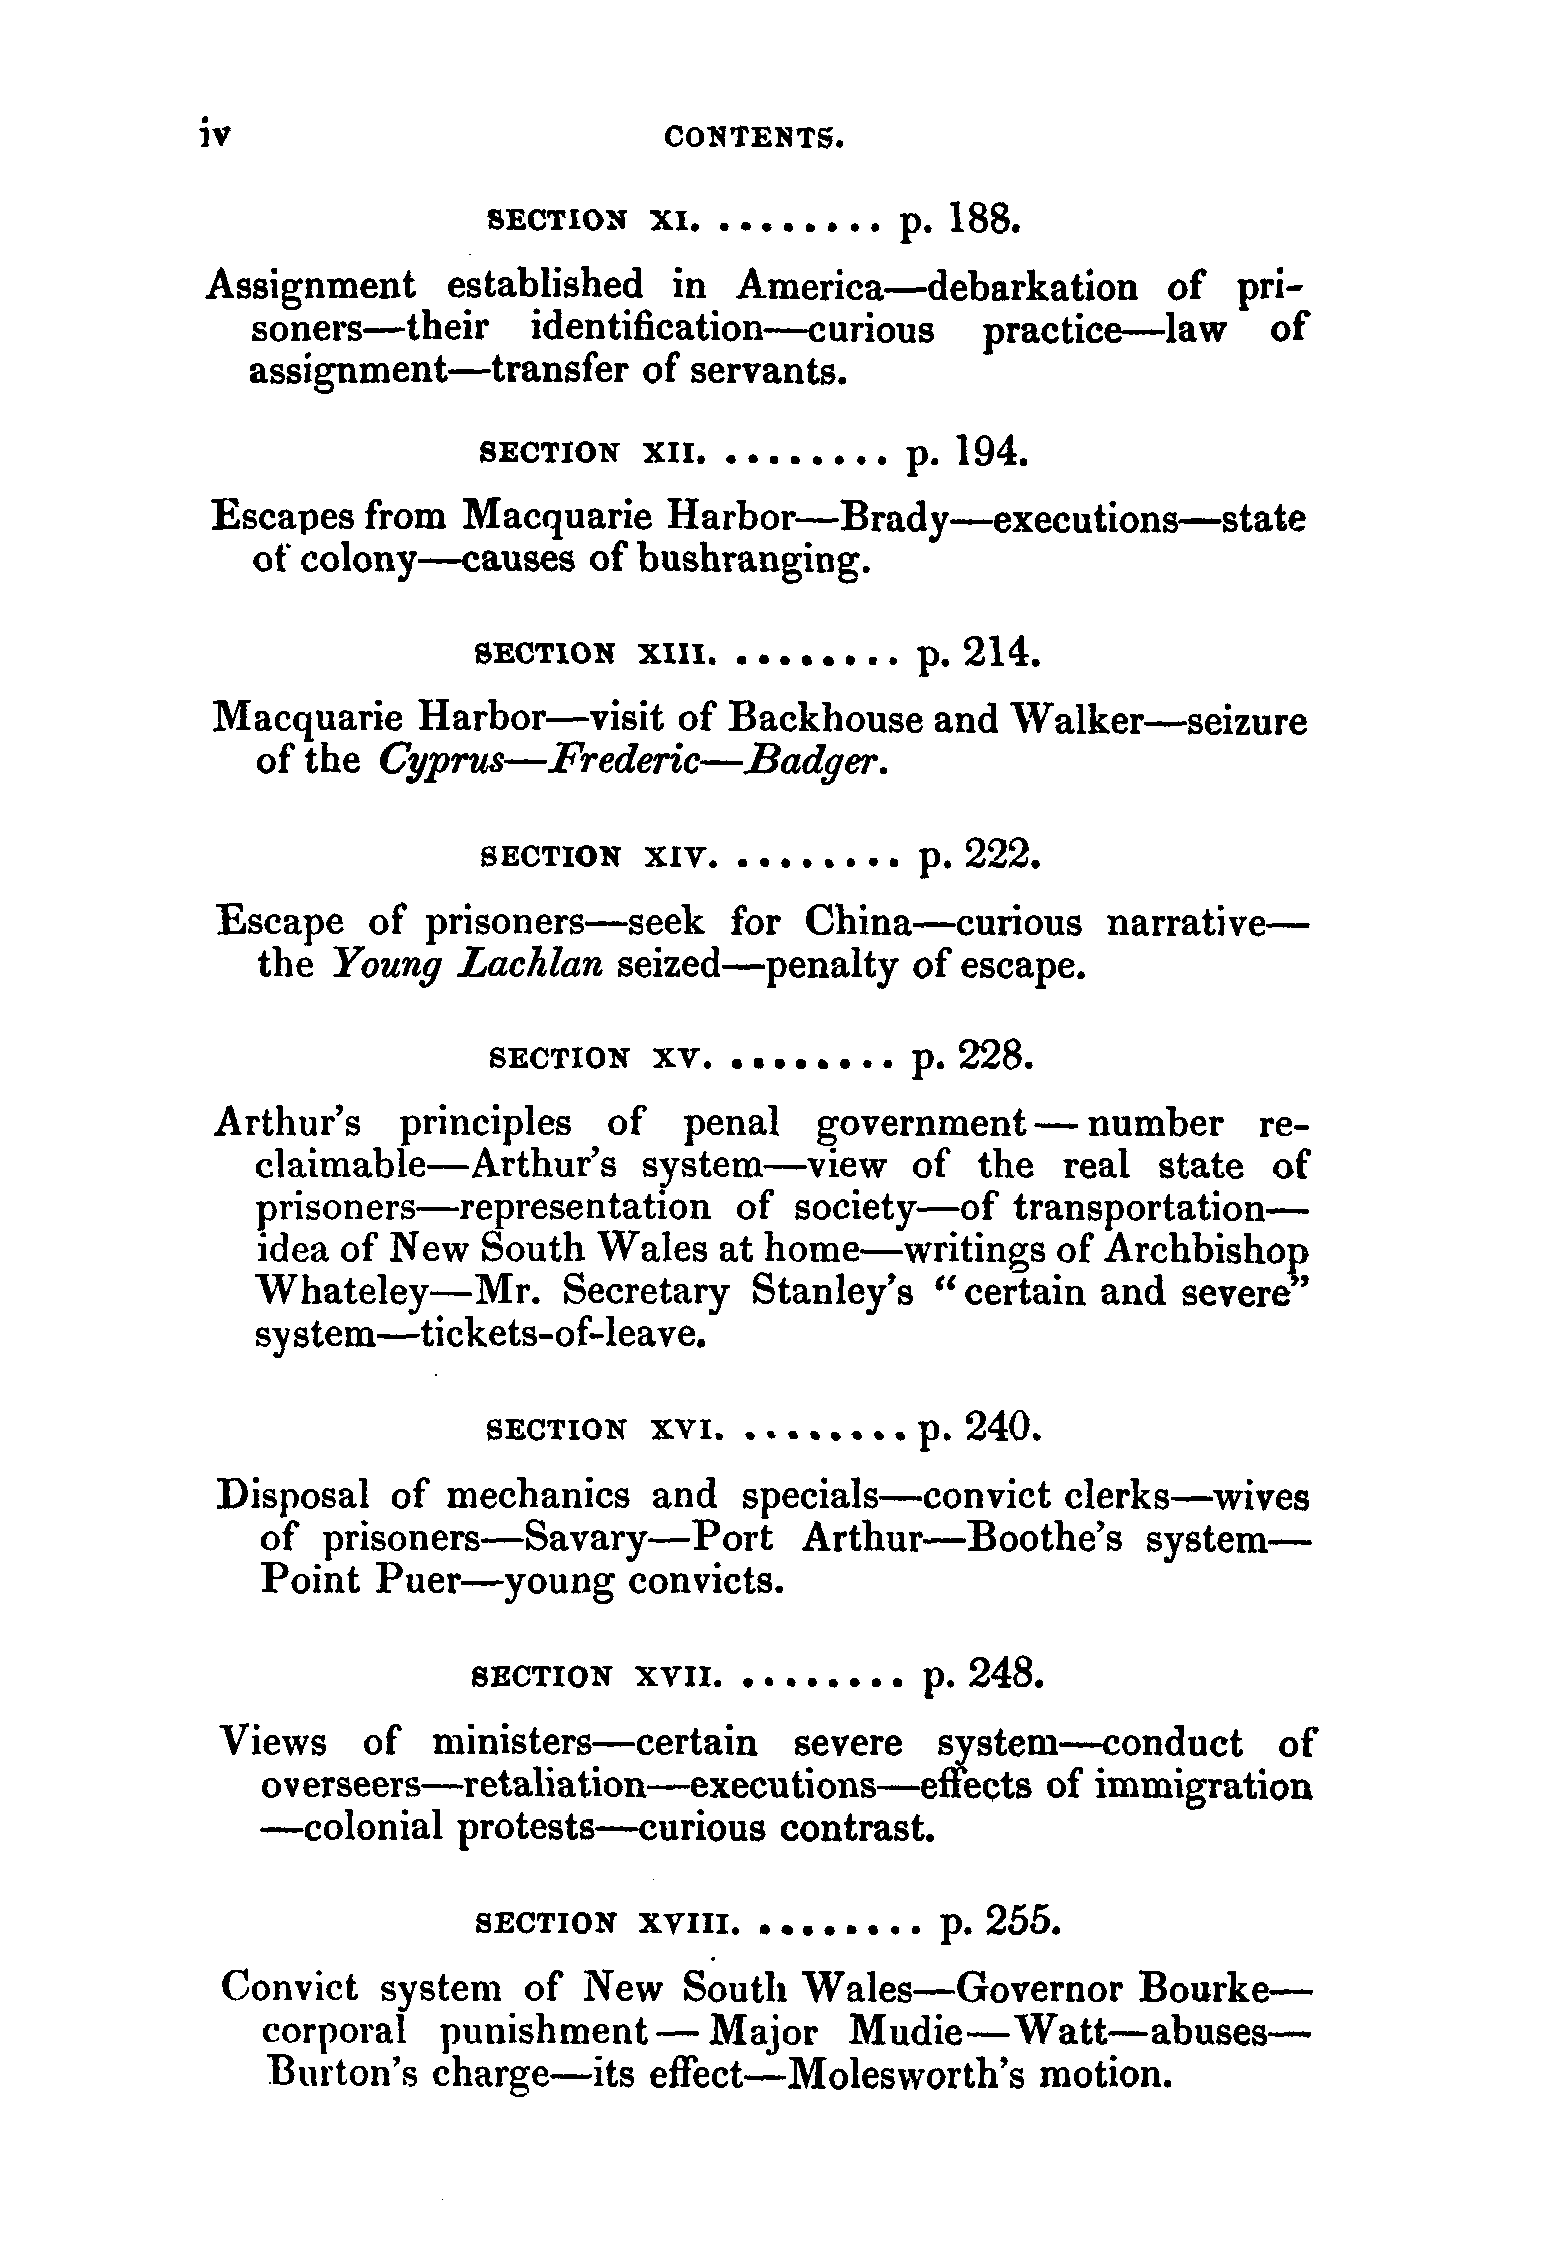 iv CONTENTS.
SECTION XI. ........ p. 188.
Assignment established in America—debarkation of pri-
soners—their identification—curious practice—law of
assignment—transfer of servants.
SECTION XII. ........ p. 194.
Escapes from Macquarie Harbor—Brady—executions—state
of colony—causes of bushranging.
SECTION XIII. ........ p. 214.
Macquarie Harbor—visit of Backhouse and Walker—seizure
of the Cyprus—Frederic—Badger.
SECTION XIV. ........ p. 222.
Escape of prisoners—seek for China—curious narrative—
the Young Lachlan seized—penalty of escape.
SECTION XV. ........ p. 228.
Arthur's principles of penal government—number re-
claimable—Arthur's system—view of the real state of
prisoners—representation of society—of transportation—
idea of New South Wales at home—writings of Archbishop
Whateley—Mr. Secretary Stanley's “certain and severe”
system—tickets-of-leave.
SECTION XVI. ........ p. 240.
Disposal of mechanics and specials—convict clerks—wives
of prisoners—Savary—Port Arthur—Boothe's system—
Point Puer—young convicts.
SECTION XVII. ........ p. 248.
Views of ministers—certain severe system—conduct of
overseers—retaliation—executions—effects of immigration
—colonial protests—curious contrast.
SECTION XVIII. ........ p. 255.
Convict system of New South Wales—Governor Bourke—
corporal punishment—Major Mudie—Watt—abuses—
Burton's charge—its effect—Molesworth's motion.